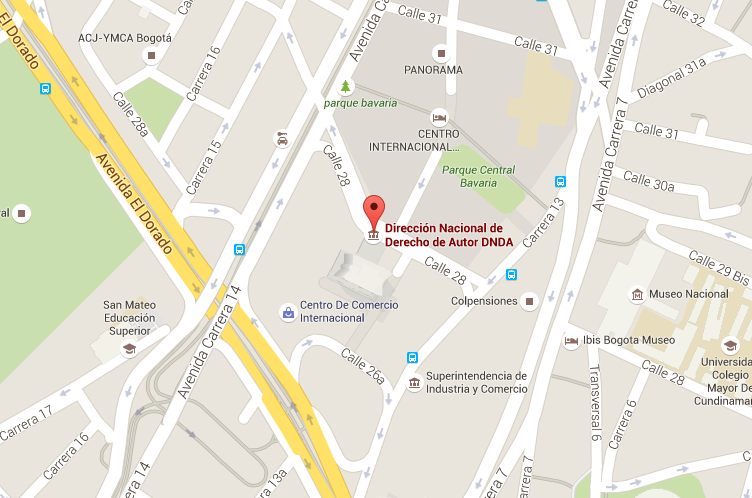 Calle 31
Calle 32
ACJ-YMCA Bogotá
Avenida El Dorado
Carrera 16
Avenida Carrera
Calle 31
Avenida Carrera
PANORAMA
Diagonal 31a
parque bavaria
Calle 28a
CENTRO
INTERNACIONAL...
Calle 31
Carrera 15
Calle 28
Avenida Carrera 7
Parque Central
Bavaria
Calle 30a
Avenida El Dorado
al
Dirección Nacional de
Derecho de Autor DNDA
Carrera 13
Calle 29 Bis
Calle 28
San Mateo
Educación
Superior
Centro De Comercio
Internacional
Colpensiones
Museo Nacional
Avenida Carrera 14
Ibis Bogota Museo
Calle 26a
Superintendencia de
Industria y Comercio
Calle 28
Universida
Colegio
Mayor De
Cundinamar
Carrera 17
Transversal 6
Carrera 6
Carrera 16
14
13a
Carrera 7